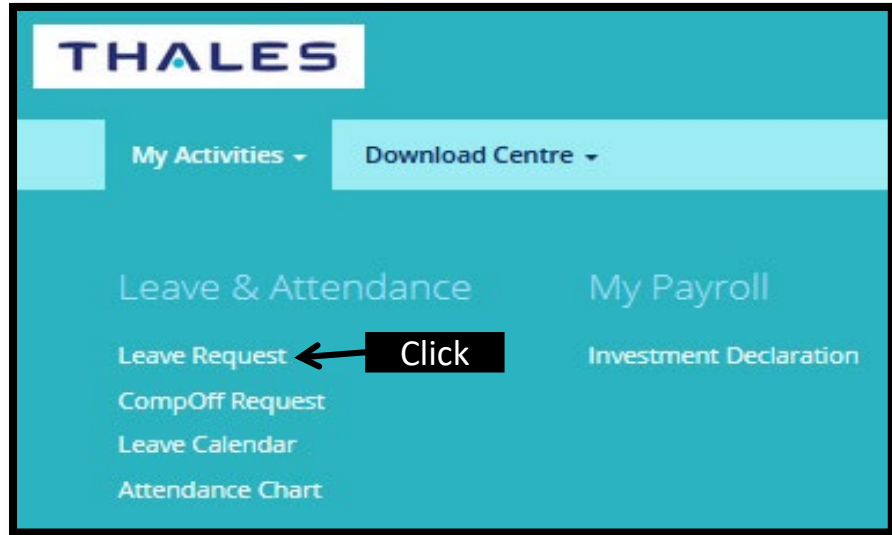 THALES
My Activities
Download Centre
Leave & Attendance
My Payroll
Leave Request
Click
Investment Declaration
CompOff Request
Leave Calendar
Attendance Chart